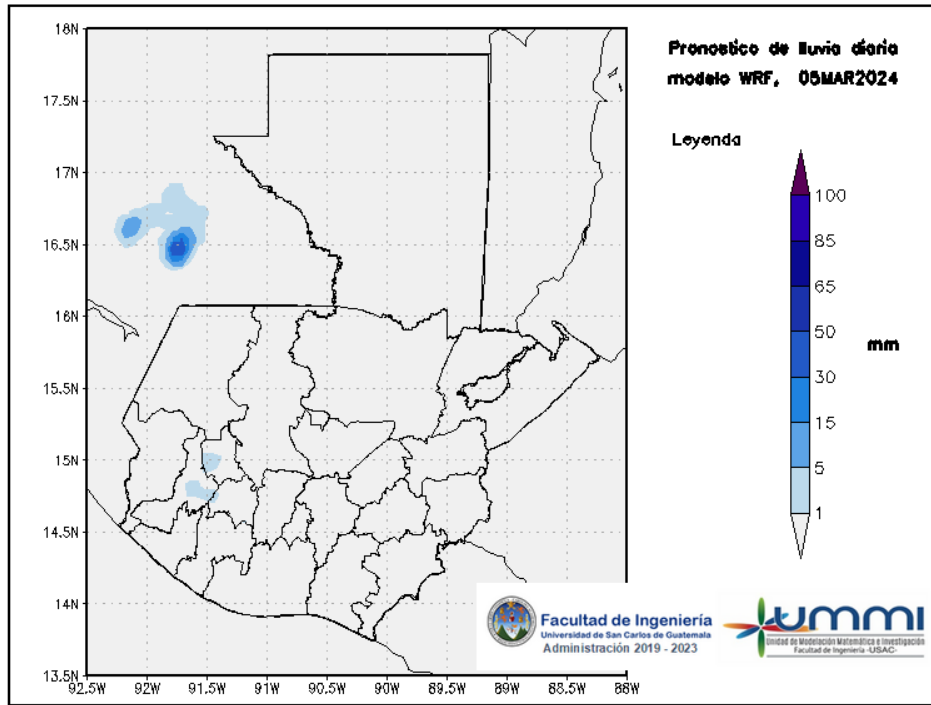 Pronostico de lluvia diaria
modelo WRF, 05MAR2024
Leyenda
100
85
65
50
30
15
5
1
mm
18N
17.5N
17N
16.5N
16N
15.5N
15N
14.5N
14N
13.5N
92.5W
92W
91.5W
91W
90.5W
90W
89.5W
89W
88.5W
88W
Facultad de Ingeniería
Universidad de San Carlos de Guatemala
Administración 2019 - 2023
UMMI
Unidad de Modelación Matemática e Investigación
Facultad de Ingeniería -USAC-